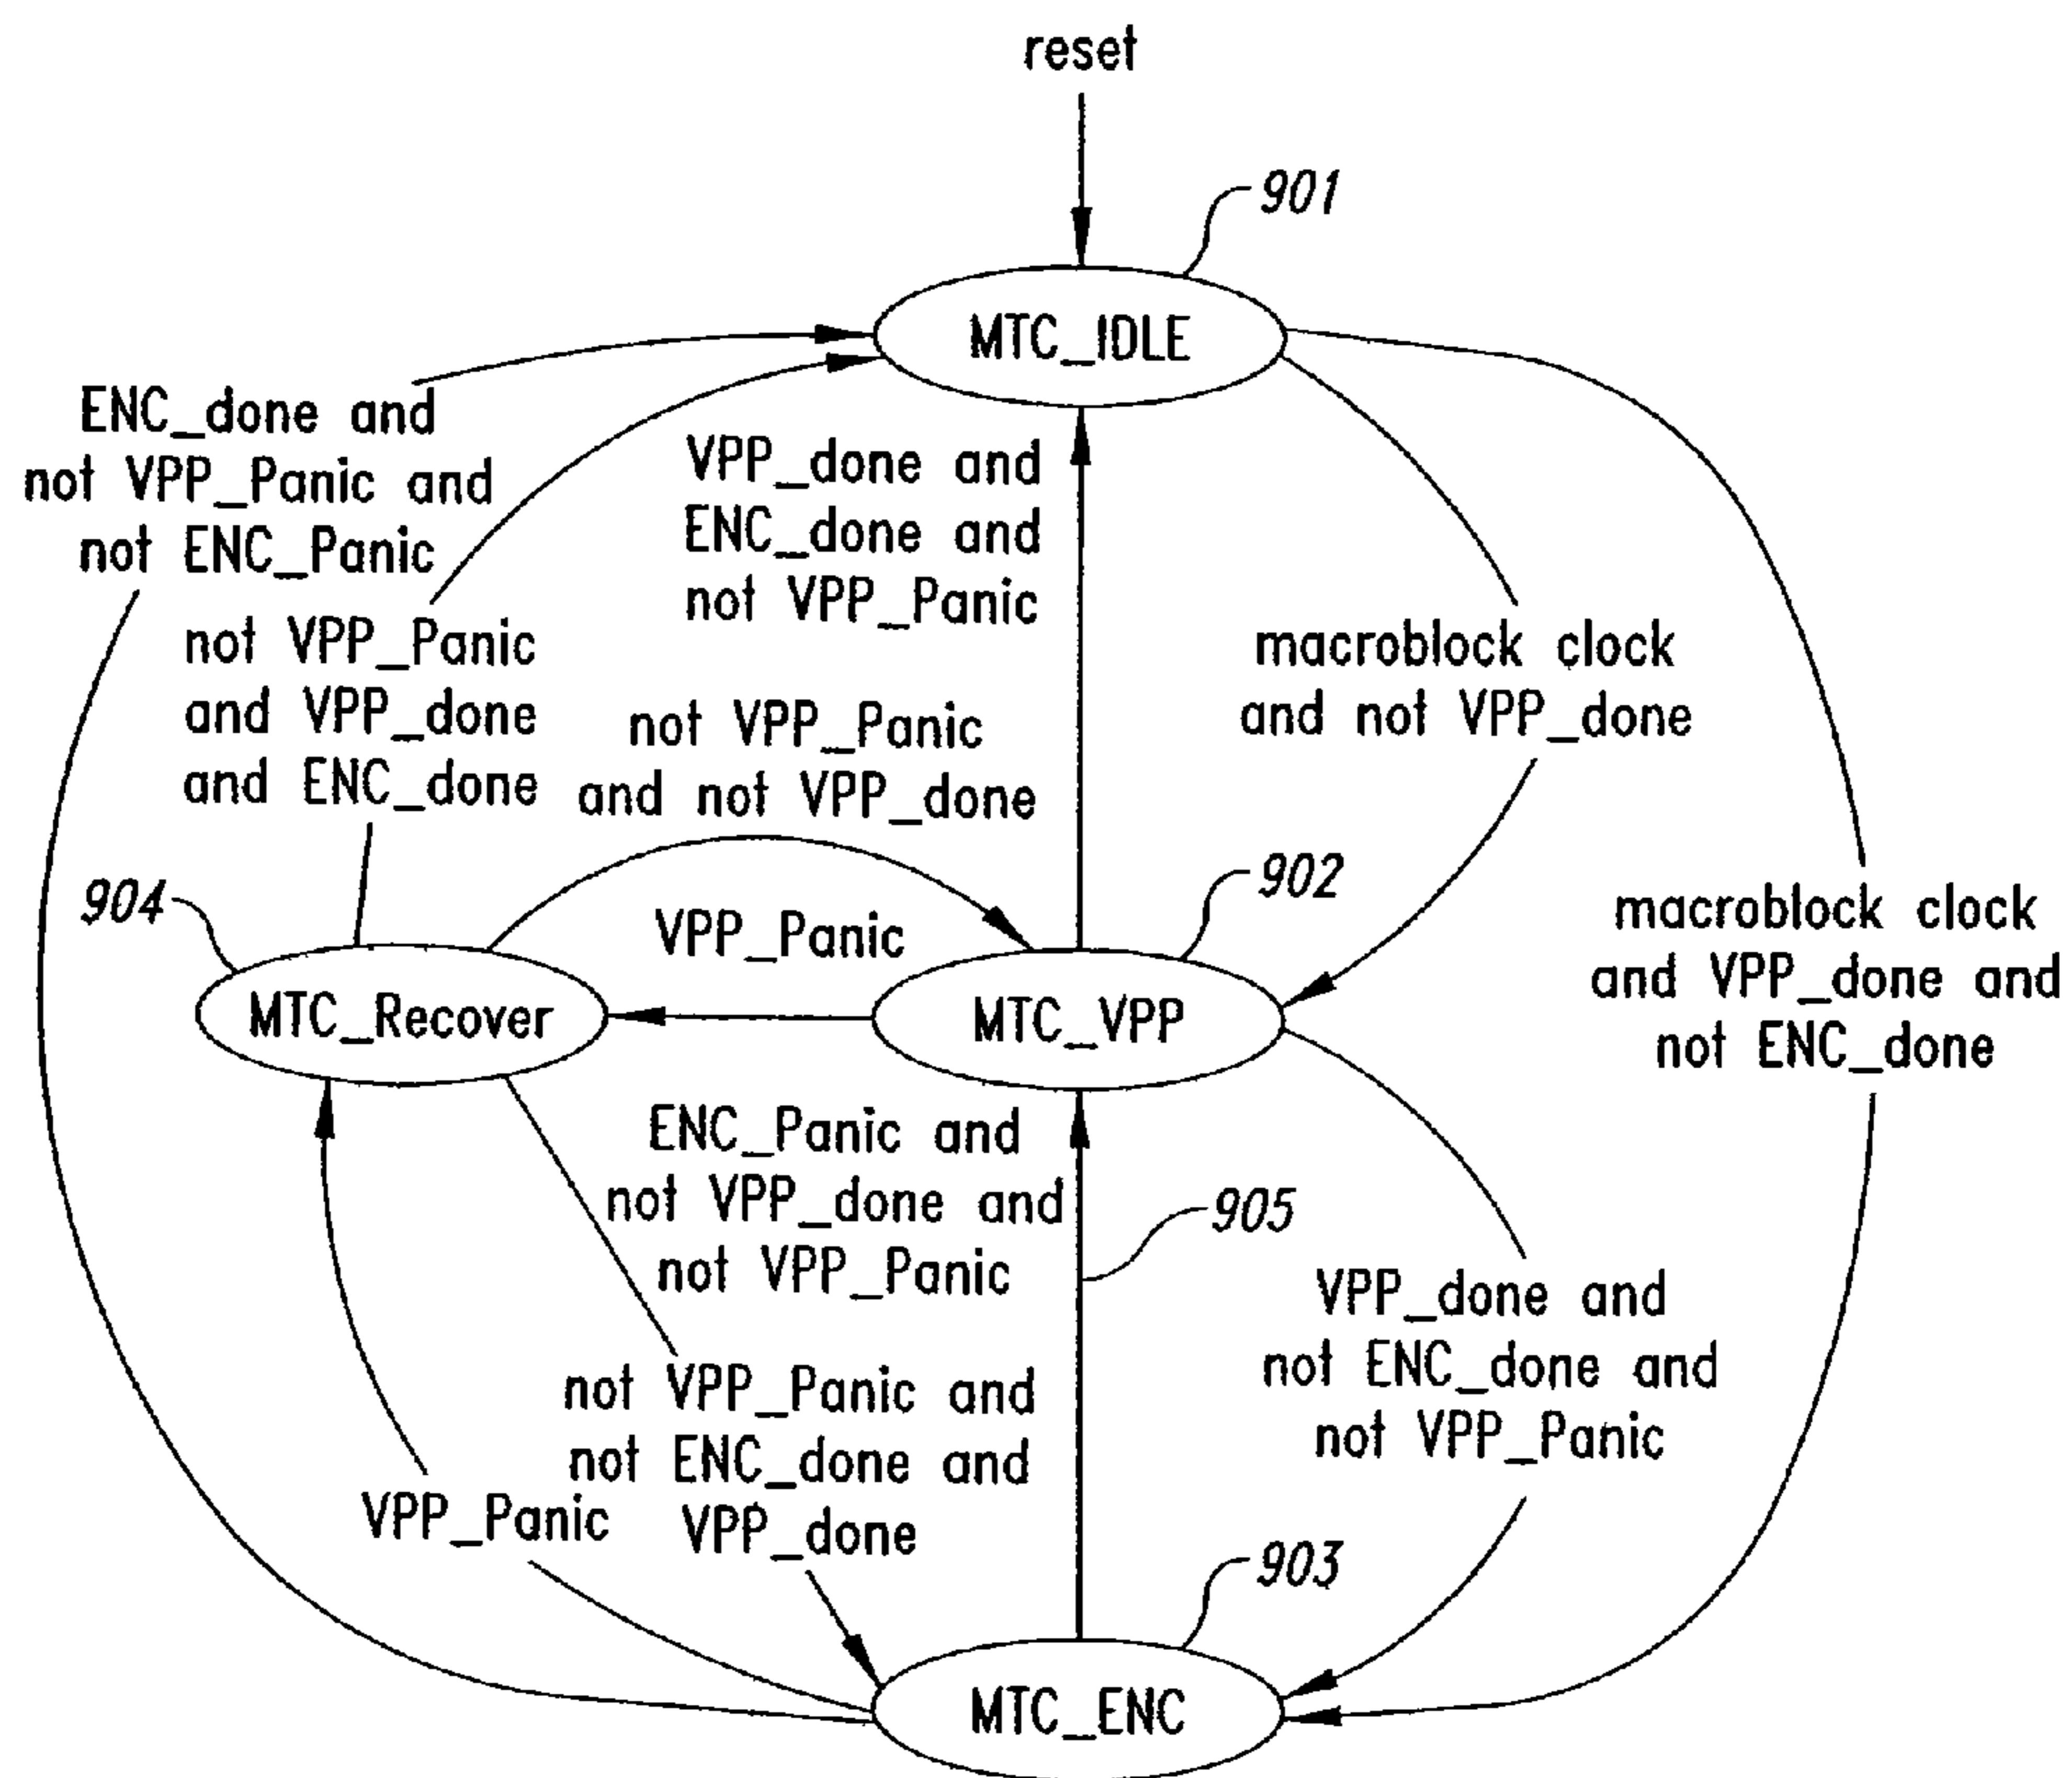 reset
901
MTC_IDLE
ENC_done and
not VPP_Panic and
not ENC_Panic
VPP_done and
ENC_done and
not VPP_Panic
not VPP_Panic
and VPP_done
and ENC_done
macroblock clock
and not VPP_done
not VPP_Panic
and not VPP_done
902
904
VPP_Panic
macroblock clock
and VPP_done and
not ENC_done
MTC_Recover
MTC_VPP
ENC_Panic and
not VPP_done and
not VPP_Panic
905
VPP_done and
not ENC_done and
not VPP_Panic
not VPP_Panic and
not ENC_done and
VPP_done
VPP_Panic
903
MTC_ENC